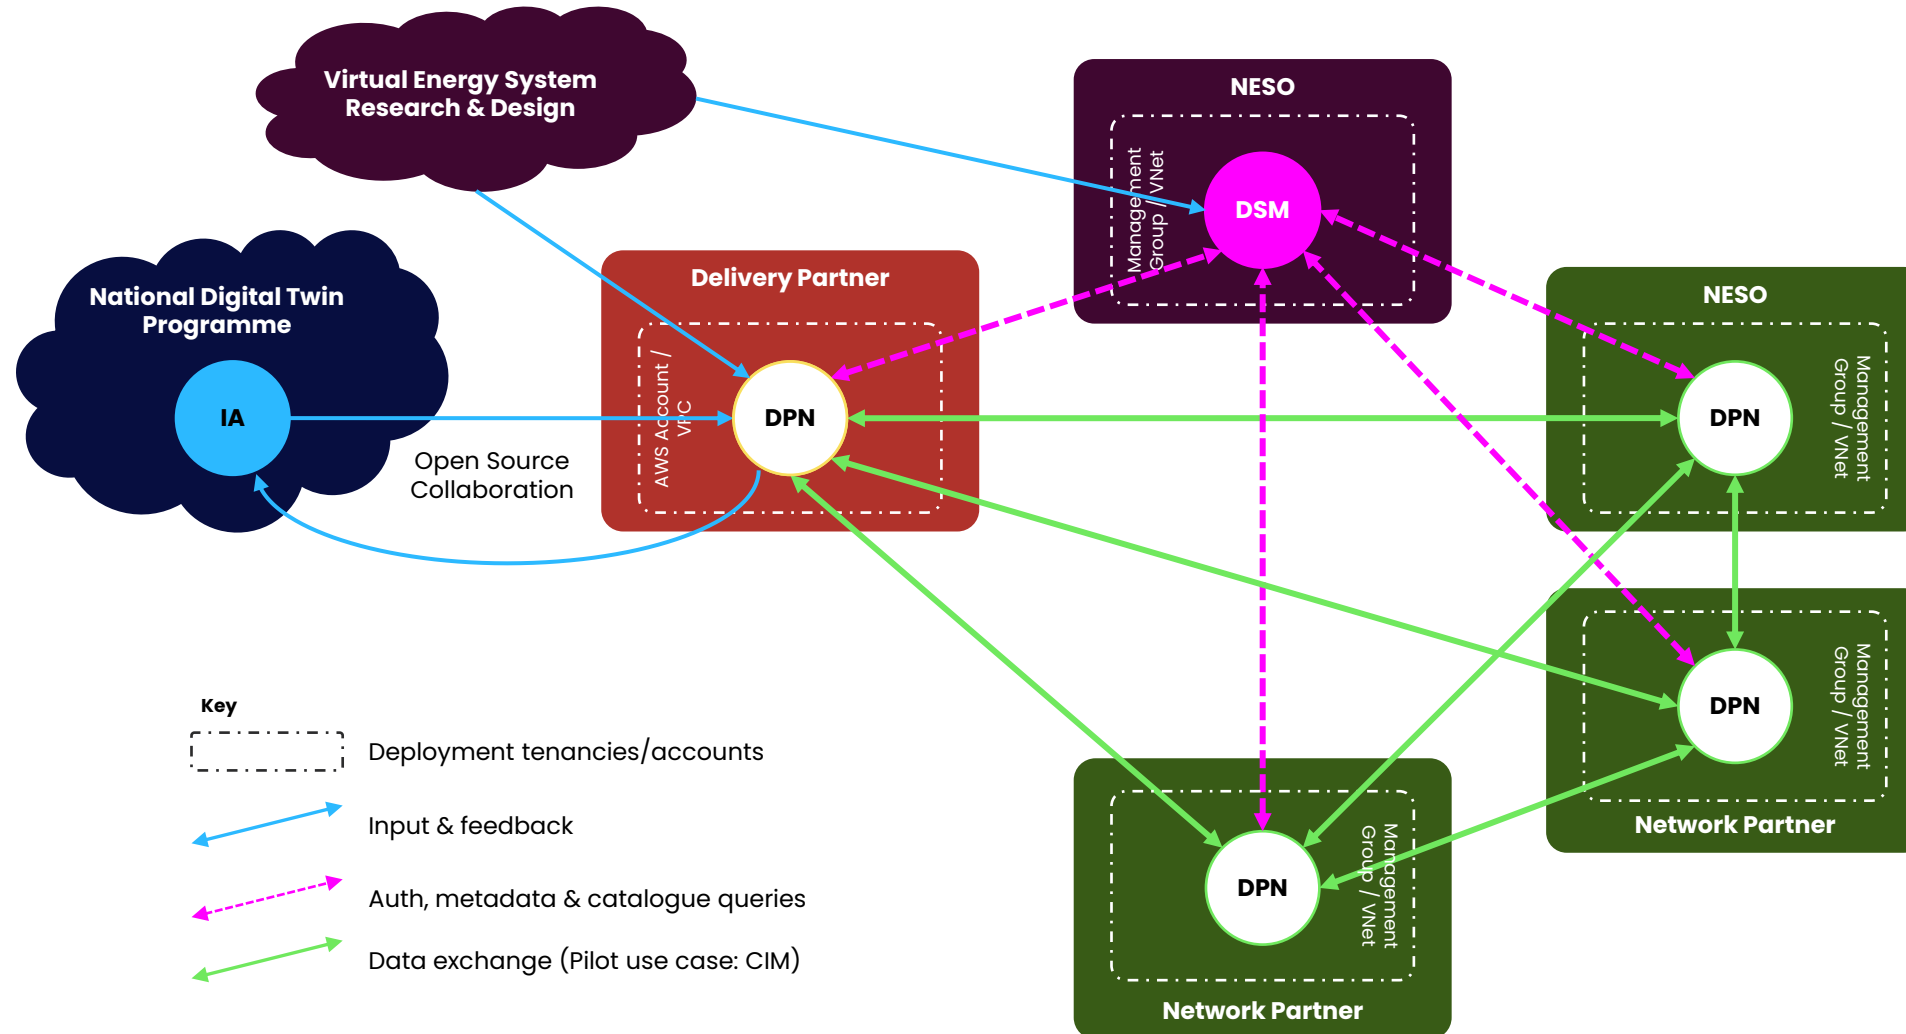 Virtual Energy System
Research & Design
NESO
Management
Group / VNet
DSM
National Digital Twin
Programme
IA
Open Source
Collaboration
Delivery Partner
AWS Account /
VPC
DPN
NESO
DPN
Management
Group / VNet
DPN
Management
Group / VNet
Network Partner
DPN
Management
Group / VNet
Network Partner
Key
Deployment tenancies/accounts
Input & feedback
Auth, metadata & catalogue queries
Data exchange (Pilot use case: CIM)